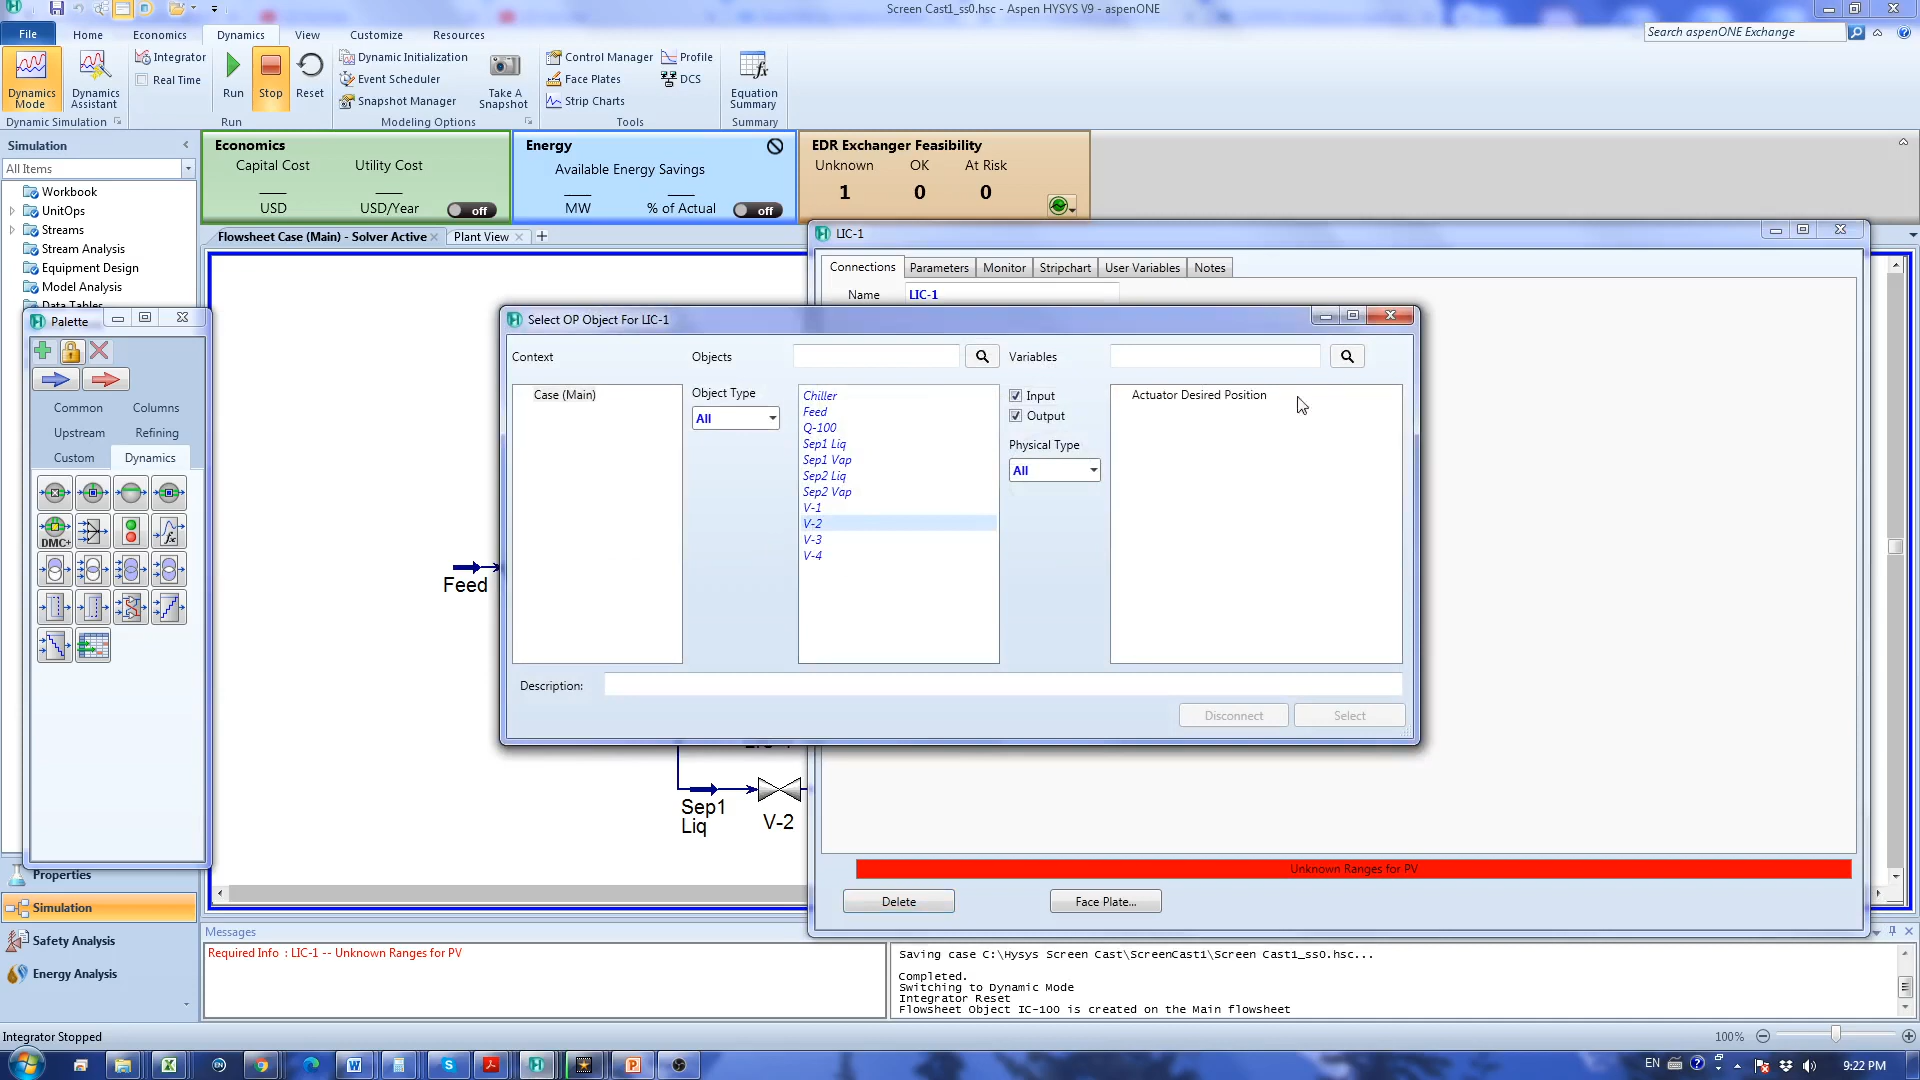 Screen Cast1_ss0.hsc - Aspen HYSYS V9 - aspenONE
File Home Economics Dynamics View Customize Resources
Search aspenONE Exchange
Dynamics Mode
Dynamics Assistant
Dynamic Simulation
Integrator
Real Time
Run
Stop
Reset
Run
Dynamic Initialization
Event Scheduler
Snapshot Manager
Take A Snapshot
Modeling Options
Control Manager
Face Plates
Strip Charts
Profile
DCS
Tools
Equation Summary
Summary
Simulation
All Items
Workbook
UnitOps
Streams
Stream Analysis
Equipment Design
Model Analysis
Data Tables
Economics
Capital Cost Utility Cost
USD USD/Year off
Energy
Available Energy Savings
MW % of Actual off
EDR Exchanger Feasibility
Unknown OK At Risk
1 0 0
Flowsheet Case (Main) - Solver Active
Plant View
Palette
Common Columns
Upstream Refining
Custom Dynamics
DMC+
Feed
Sep1
Liq
V-2
LIC-1
Connections Parameters Monitor Stripchart User Variables Notes
Name LIC-1
Select OP Object For LIC-1
Context Objects Variables
Case (Main)
Object Type
All
Chiller
Feed
Q-100
Sep1 Liq
Sep1 Vap
Sep2 Liq
Sep2 Vap
V-1
V-2
V-3
V-4
Input
Output
Physical Type
All
Actuator Desired Position
Description:
Disconnect Select
Unknown Ranges for PV
Delete Face Plate...
Properties
Simulation
Safety Analysis
Energy Analysis
Messages
Required Info : LIC-1 -- Unknown Ranges for PV
Saving case C:\Hysys Screen Cast\ScreenCast1\Screen Cast1_ss0.hsc...
Completed.
Switching to Dynamic Mode
Integrator Reset
Flowsheet Object IC-100 is created on the Main flowsheet
Integrator Stopped
100%
EN
9:22 PM